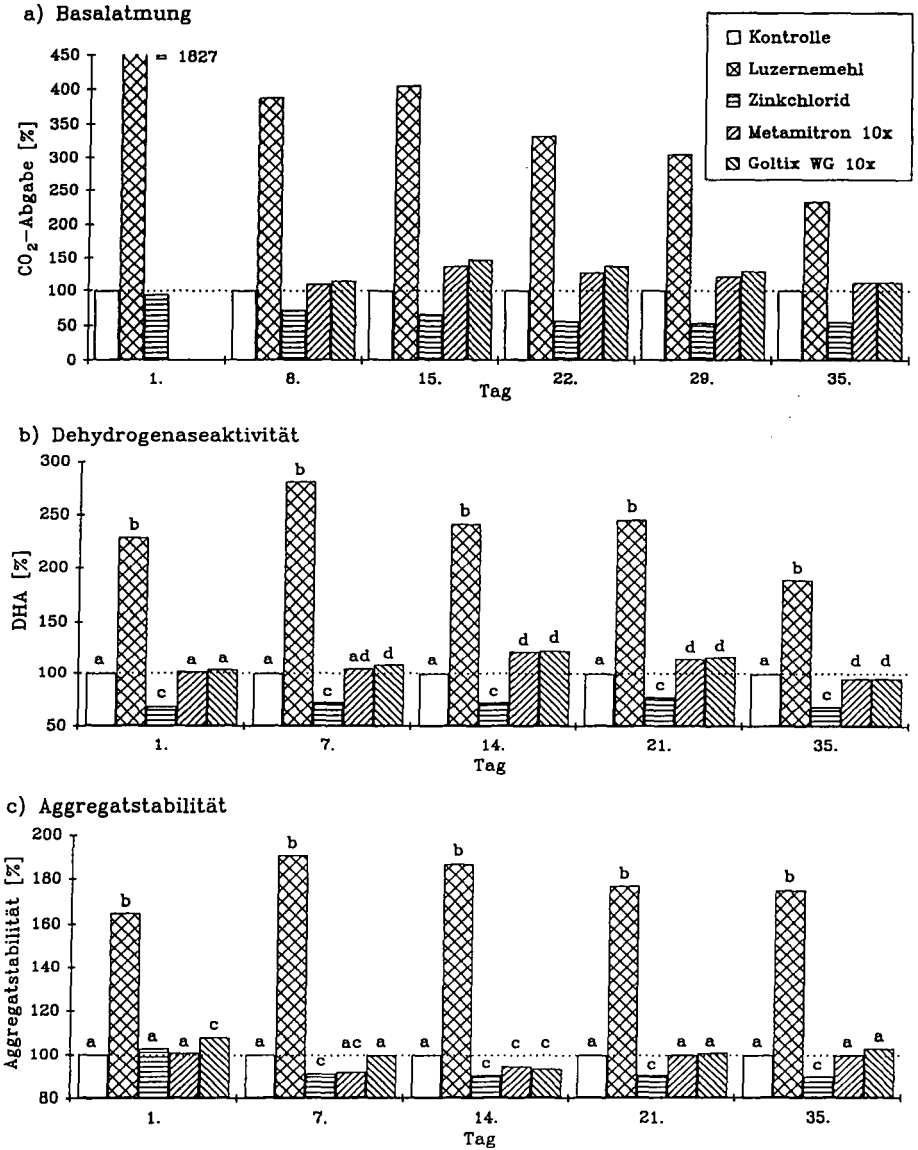 a) Basalatmung
CO₂-Abgabe [%]
450
400
350
300
250
200
150
100
50
0
= 1827
Kontrolle
Luzernemehl
Zinkchlorid
Metamitron 10x
Goltix WG 10x
1. 8. 15. 22. 29. 35.
Tag
b) Dehydrogenaseaktivität
DHA [%]
300
250
200
150
100
50
a b c a a
a b c ad d
a b c d d
a b c d d
a b c d d
1. 7. 14. 21. 35.
Tag
c) Aggregatstabilität
Aggregatstabilität [%]
200
180
160
140
120
100
80
a b a a c
a b c ac a
a b c c c
a b c a a
a b c a a
1. 7. 14. 21. 35.
Tag